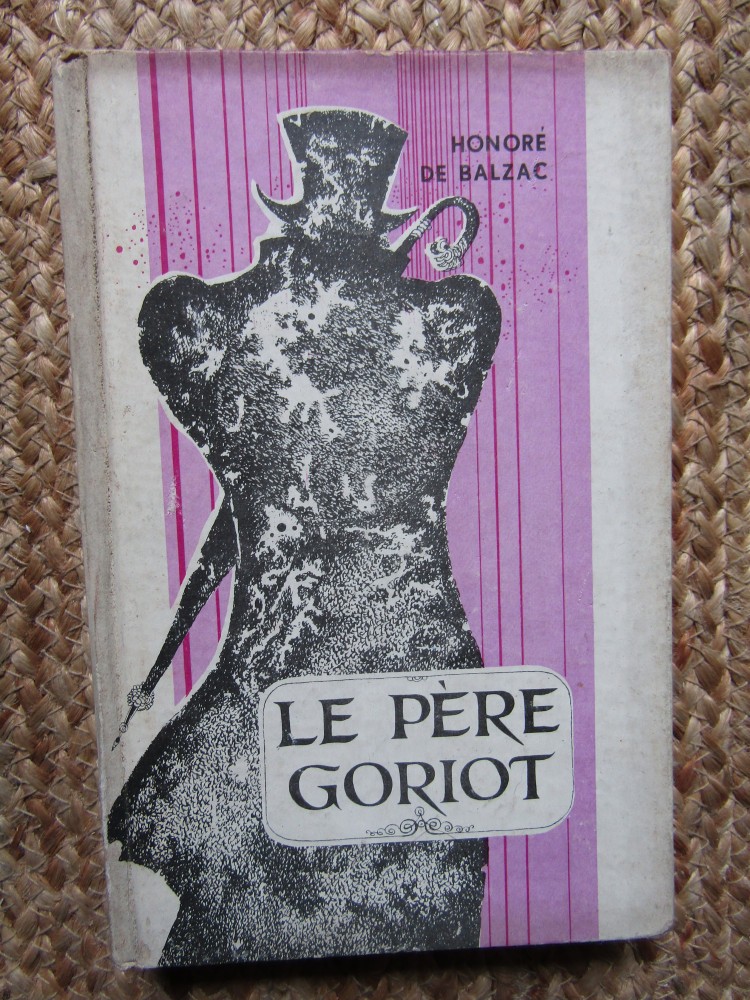 HONORÉ
DE BALZAC
LE PÈRE
GORIOT